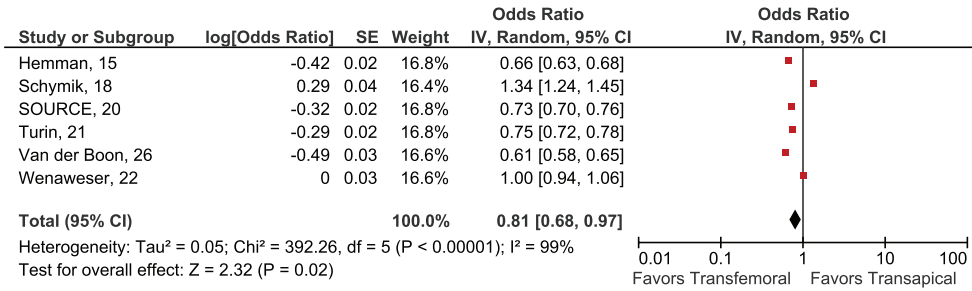 Odds Ratio Odds Ratio
Study or Subgroup log[Odds Ratio] SE Weight IV, Random, 95% CI IV, Random, 95% CI
Hemman, 15 -0.42 0.02 16.8% 0.66 [0.63, 0.68]
Schymik, 18 0.29 0.04 16.4% 1.34 [1.24, 1.45]
SOURCE, 20 -0.32 0.02 16.8% 0.73 [0.70, 0.76]
Turin, 21 -0.29 0.02 16.8% 0.75 [0.72, 0.78]
Van der Boon, 26 -0.49 0.03 16.6% 0.61 [0.58, 0.65]
Wenaweser, 22 0 0.03 16.6% 1.00 [0.94, 1.06]
Total (95% CI) 100.0% 0.81 [0.68, 0.97]
Heterogeneity: Tau² = 0.05; Chi² = 392.26, df = 5 (P < 0.00001); I² = 99%
Test for overall effect: Z = 2.32 (P = 0.02)
0.01 0.1 1 10 100
Favors Transfemoral Favors Transapical